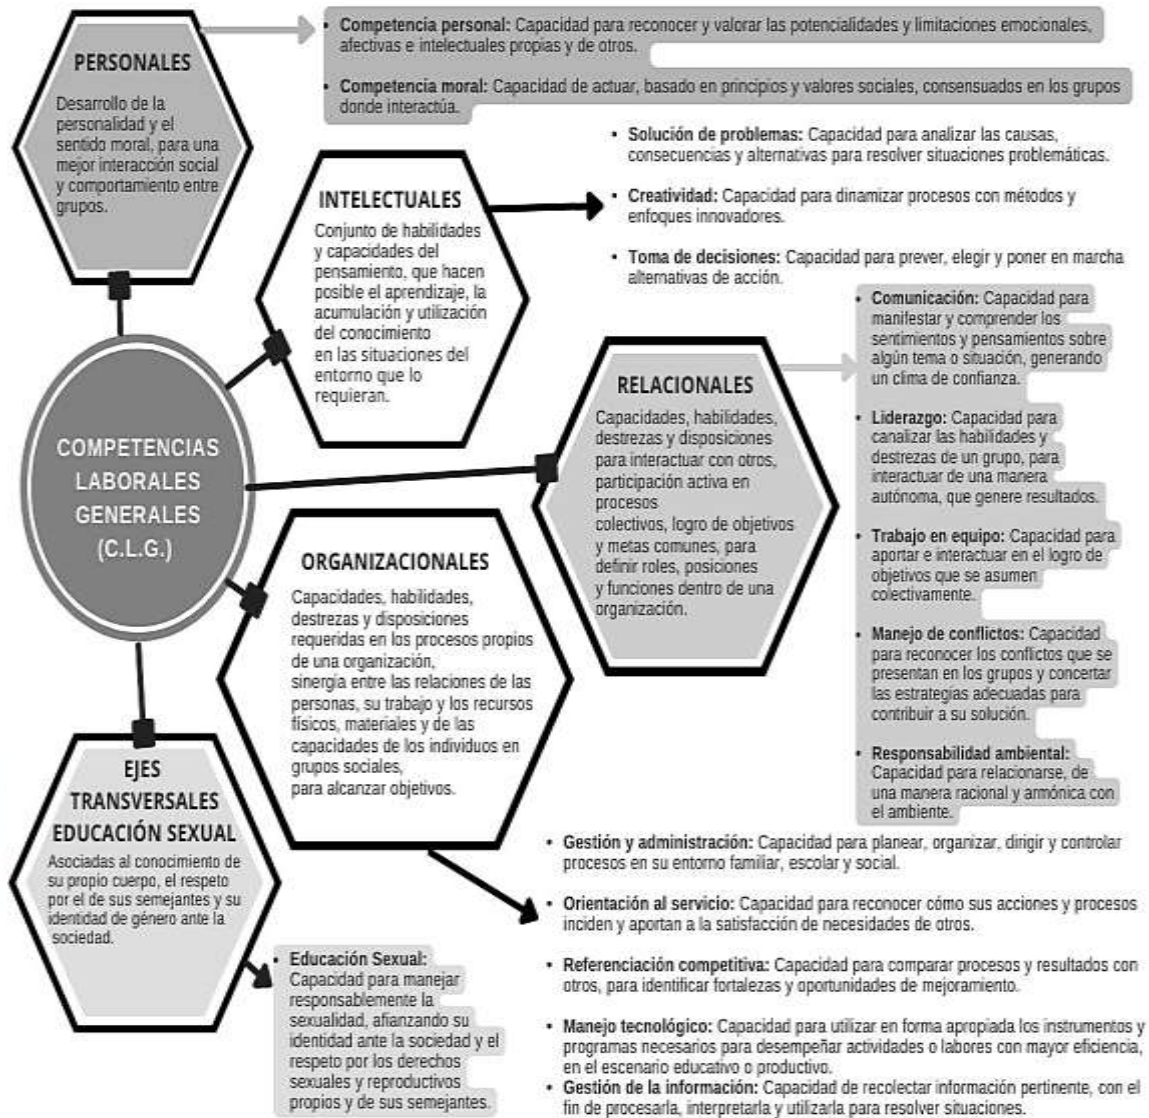 PERSONALES
Desarrollo de la
personalidad y el
sentido moral, para una
mejor interacción social
y comportamiento entre
grupos.
• Competencia personal: Capacidad para reconocer y valorar las potencialidades y limitaciones emocionales,
afectivas e intelectuales propias y de otros.
• Competencia moral: Capacidad de actuar, basado en principios y valores sociales, consensuados en los grupos
donde interactúa.
INTELECTUALES
Conjunto de habilidades
y capacidades del
pensamiento, que hacen
posible el aprendizaje, la
acumulación y utilización
del conocimiento
en las situaciones del
entorno que lo
requieran.
• Solución de problemas: Capacidad para analizar las causas,
consecuencias y alternativas para resolver situaciones problemáticas.
• Creatividad: Capacidad para dinamizar procesos con métodos y
enfoques innovadores.
• Toma de decisiones: Capacidad para prever, elegir y poner en marcha
alternativas de acción.
COMPETENCIAS
LABORALES
GENERALES
(C.L.G.)
RELACIONALES
Capacidades, habilidades,
destrezas y disposiciones
para interactuar con otros,
participación activa en
procesos
colectivos, logro de objetivos
y metas comunes, para
definir roles, posiciones
y funciones dentro de una
organización.
• Comunicación: Capacidad para
manifestar y comprender los
sentimientos y pensamientos sobre
algún tema o situación, generando
un clima de confianza.
• Liderazgo: Capacidad para
canalizar las habilidades y
destrezas de un grupo, para
interactuar de una manera
autónoma, que genere resultados.
• Trabajo en equipo: Capacidad para
aportar e interactuar en el logro de
objetivos que se asumen
colectivamente.
• Manejo de conflictos: Capacidad
para reconocer los conflictos que se
presentan en los grupos y concertar
las estrategias adecuadas para
contribuir a su solución.
• Responsabilidad ambiental:
Capacidad para relacionarse, de
una manera racional y armónica con
el ambiente.
ORGANIZACIONALES
Capacidades, habilidades,
destrezas y disposiciones
requeridas en los procesos propios
de una organización,
sinergia entre las relaciones de las
personas, su trabajo y los recursos
físicos, materiales y de las
capacidades de los individuos en
grupos sociales,
para alcanzar objetivos.
• Gestión y administración: Capacidad para planear, organizar, dirigir y controlar
procesos en su entorno familiar, escolar y social.
• Orientación al servicio: Capacidad para reconocer cómo sus acciones y procesos
inciden y aportan a la satisfacción de necesidades de otros.
• Referenciación competitiva: Capacidad para comparar procesos y resultados con
otros, para identificar fortalezas y oportunidades de mejoramiento.
• Manejo tecnológico: Capacidad para utilizar en forma apropiada los instrumentos y
programas necesarios para desempeñar actividades o labores con mayor eficiencia,
en el escenario educativo o productivo.
• Gestión de la información: Capacidad de recolectar información pertinente, con el
fin de procesarla, interpretarla y utilizarla para resolver situaciones.
EJES
TRANSVERSALES
EDUCACIÓN SEXUAL
Asociadas al conocimiento de
su propio cuerpo, el respeto
por el de sus semejantes y su
identidad de género ante la
sociedad.
• Educación Sexual:
Capacidad para manejar
responsablemente la
sexualidad, afianzando su
identidad ante la sociedad y el
respeto por los derechos
sexuales y reproductivos
propios y de sus semejantes.